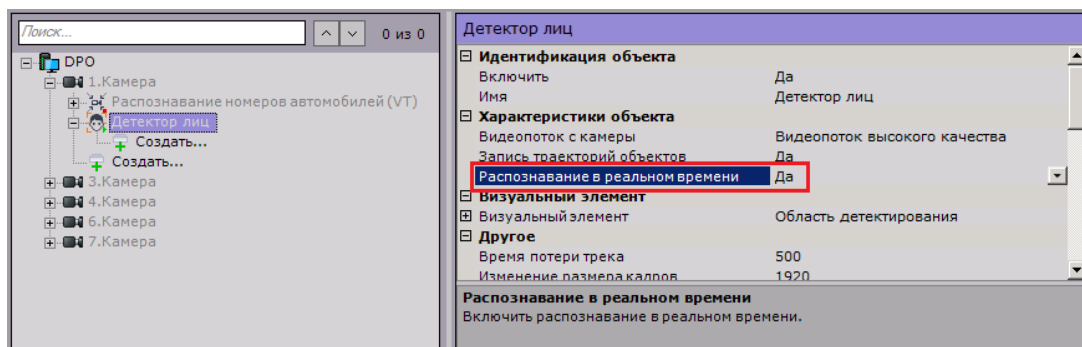 Поиск...
0 из 0
DPO
1.Камера
Распознавание номеров автомобилей (VT)
Детектор лиц
Создать...
Создать...
3.Камера
4.Камера
6.Камера
7.Камера
Детектор лиц
Идентификация объекта
Включить Да
Имя Детектор лиц
Характеристики объекта
Видеопоток с камеры Видеопоток высокого качества
Запись траекторий объектов Да
Распознавание в реальном времени Да
Визуальный элемент
Визуальный элемент Область детектирования
Другое
Время потери трека 500
Изменение размера кадров 1920
Распознавание в реальном времени
Включить распознавание в реальном времени.